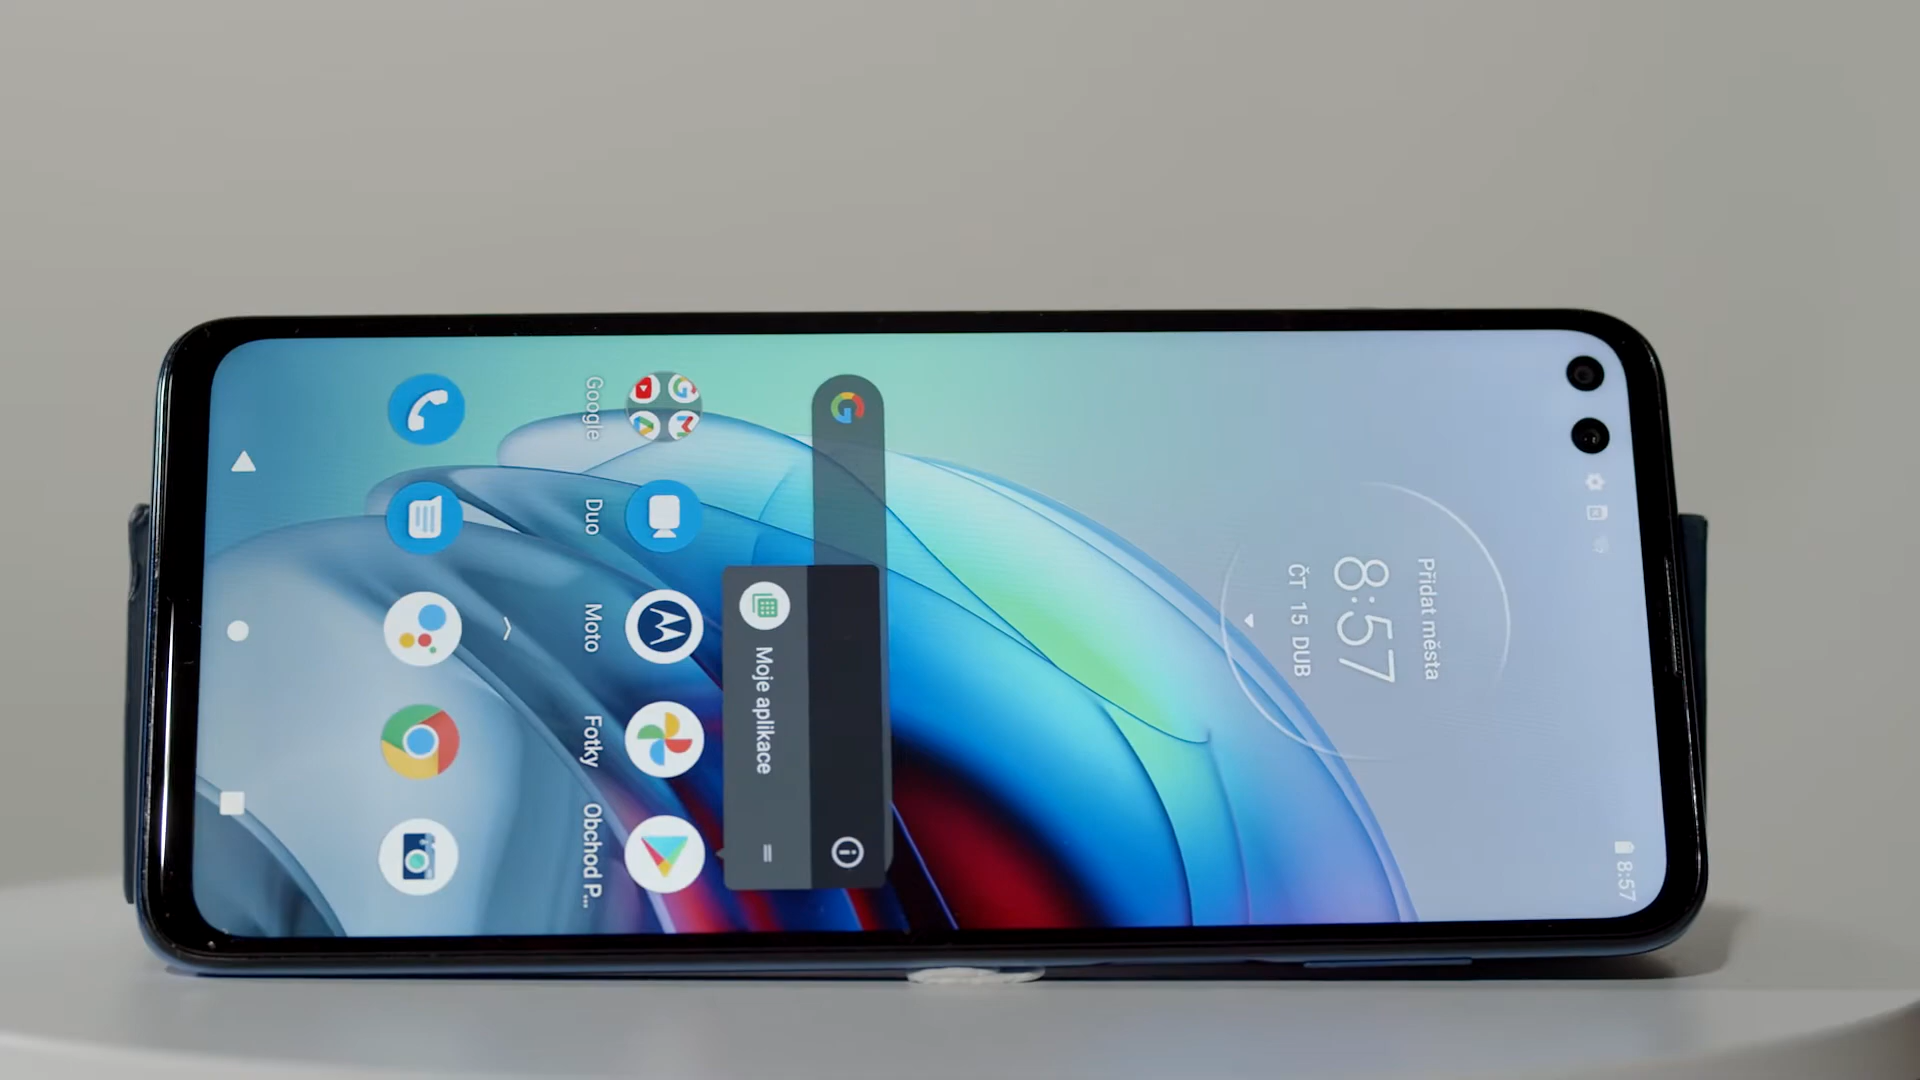 8:57
Přidat města
8:57
ČT 15 DUB
Moje aplikace
Google
Duo
Moto
Fotky
Obchod P...